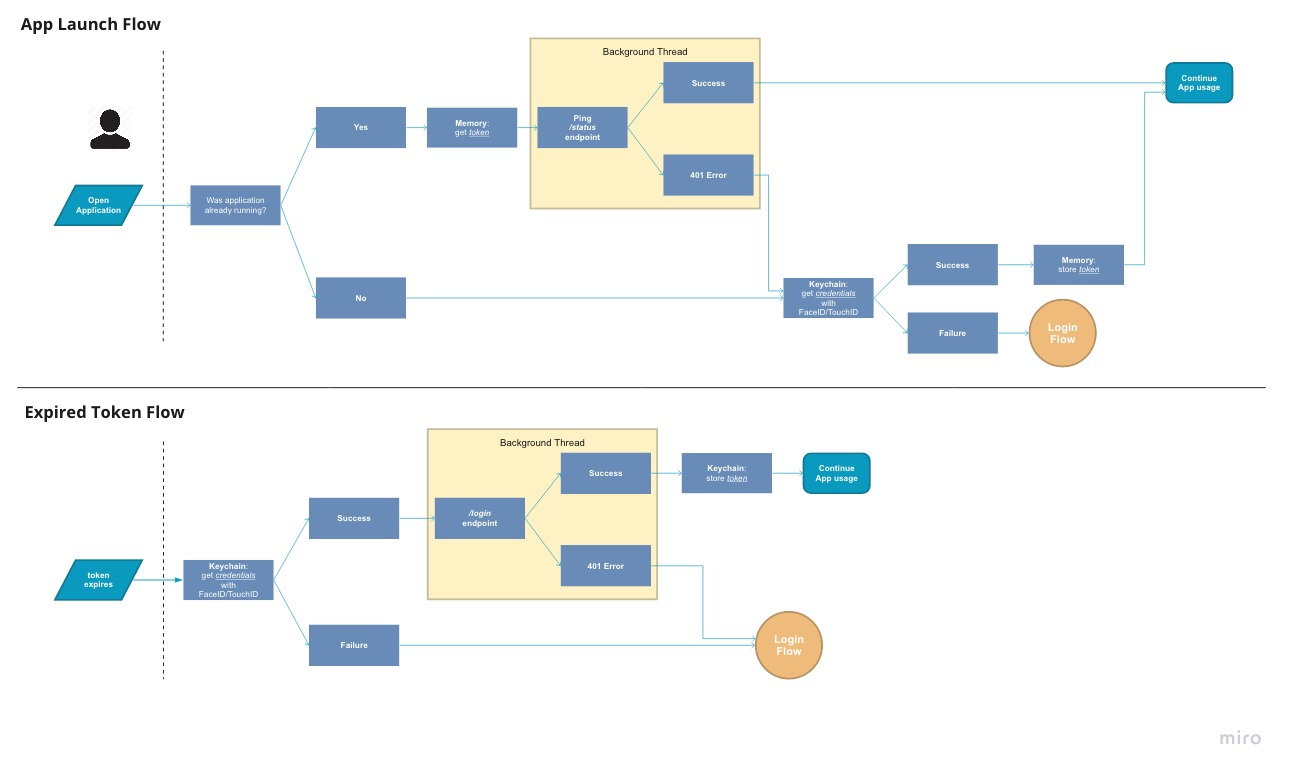 App Launch Flow
Background Thread
Success
Continue
App usage
Yes
Memory:
get token
Ping
/status
endpoint
401 Error
Open
Application
Was application
already running?
No
Keychain:
get credentials
with
FaceID/TouchID
Success
Memory:
store token
Failure
Login
Flow
Expired Token Flow
Background Thread
Success
Keychain:
store token
Continue
App usage
Success
/login
endpoint
401 Error
token
expires
Keychain:
get credentials
with
FaceID/TouchID
Failure
Login
Flow
miro